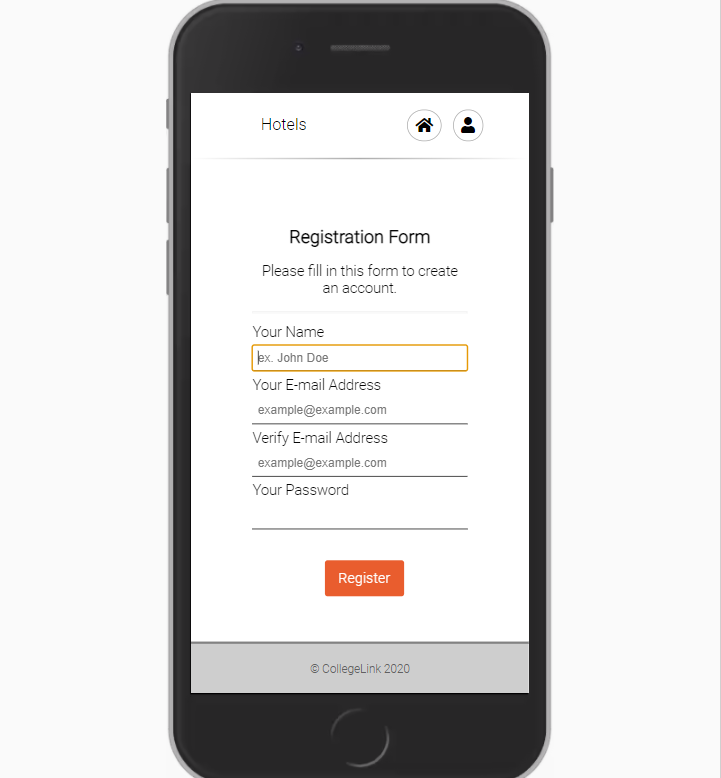 Hotels
Registration Form
Please fill in this form to create
an account.
Your Name
ex. John Doe
Your E-mail Address
example@example.com
Verify E-mail Address
example@example.com
Your Password
Register
© CollegeLink 2020